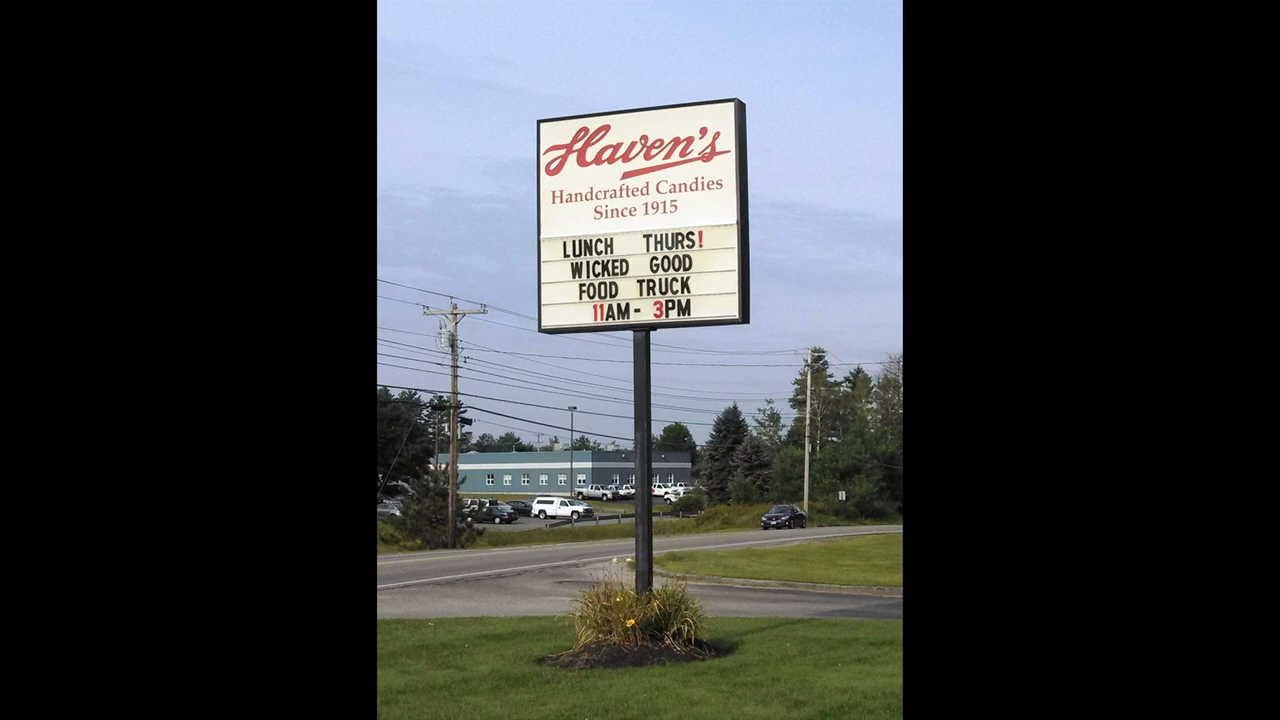 Haven's
Handcrafted Candies
Since 1915
LUNCH THURS!
WICKED GOOD
FOOD TRUCK
11AM- 3PM